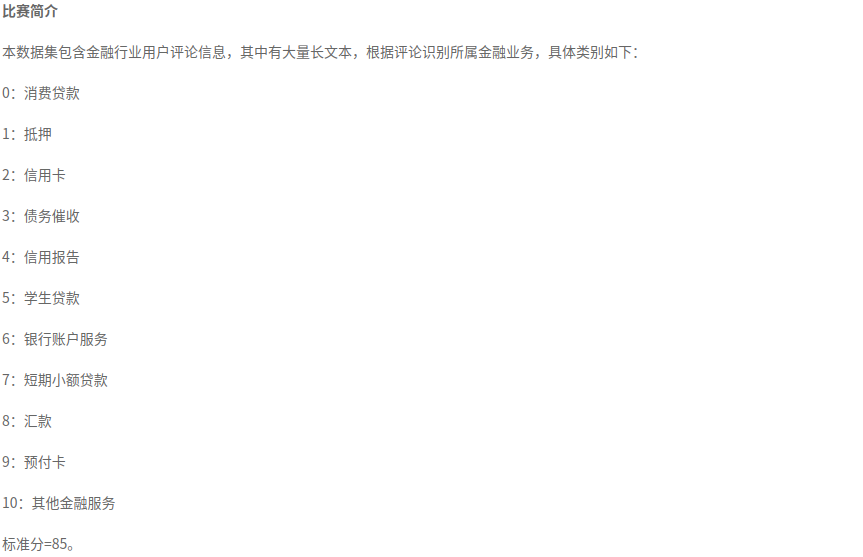 比赛简介
本数据集包含金融行业用户评论信息，其中有大量长文本，根据评论识别所属金融业务，具体类别如下：
0：消费贷款
1：抵押
2：信用卡
3：债务催收
4：信用报告
5：学生贷款
6：银行账户服务
7：短期小额贷款
8：汇款
9：预付卡
10：其他金融服务
标准分=85。